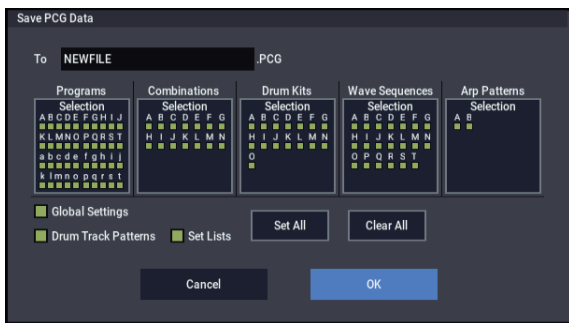 Save PCG Data
To NEWFILE .PCG
Programs Combinations Drum Kits Wave Sequences Arp Patterns
Selection Selection Selection Selection Selection
A B C D E F G H I J A B C D E F G A B C D E F G A B C D E F G A B
K L M N O P Q R S T H I J K L M N H I J K L M N H I J K L M N
a b c d e f g h i j O O P Q R S T
k l m n o p q r s t
Global Settings
Drum Track Patterns Set Lists Set All Clear All
Cancel OK